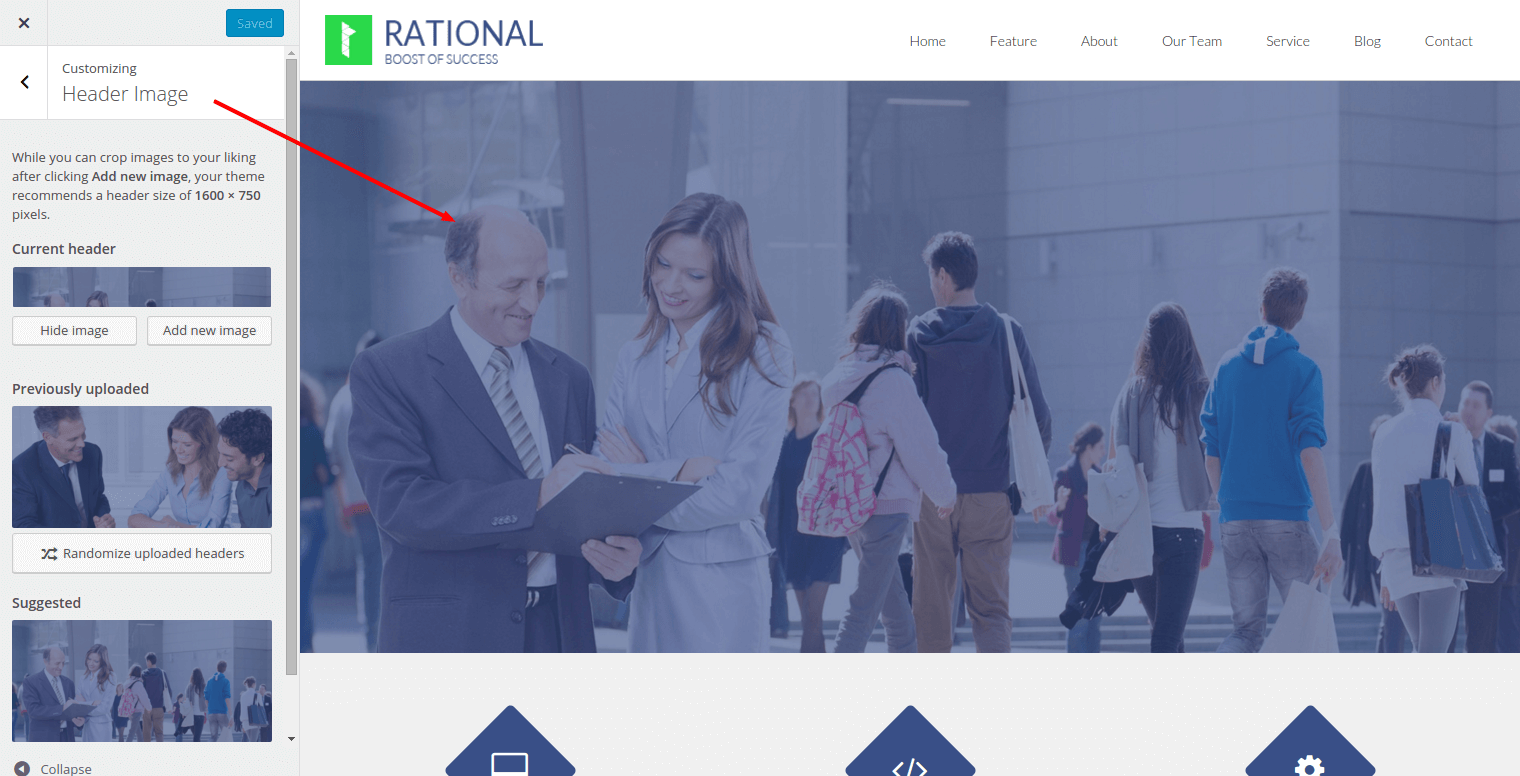 Saved
Customizing
Header Image
While you can crop images to your liking
after clicking Add new image, your theme
recommends a header size of 1600 × 750
pixels.
Current header
Hide image
Add new image
Previously uploaded
Randomize uploaded headers
Suggested
Collapse
RATIONAL
BOOST OF SUCCESS
Home
Feature
About
Our Team
Service
Blog
Contact